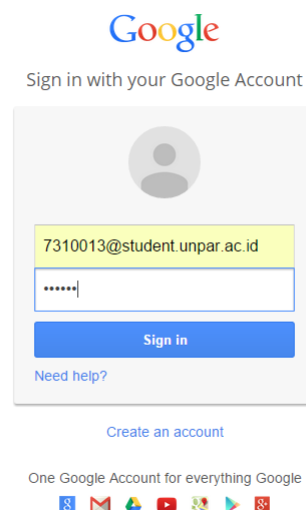 Google
Sign in with your Google Account
7310013@student.unpar.ac.id
••••••
Sign in
Need help?
Create an account
One Google Account for everything Google